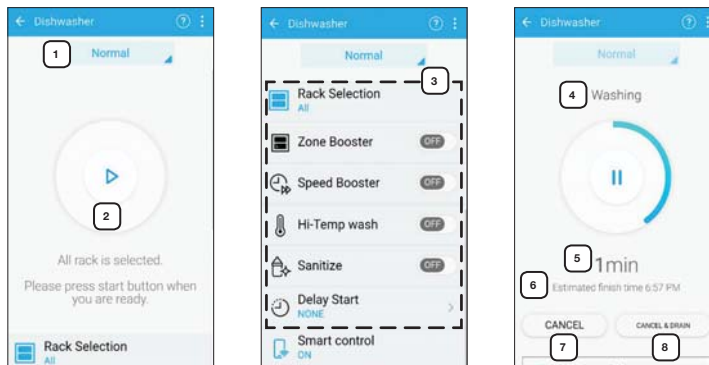 Dishwasher
1 Normal
2
All rack is selected.
Please press start button when
you are ready.
Rack Selection
All
Dishwasher
Normal
3
Rack Selection
All
Zone Booster OFF
Speed Booster OFF
Hi-Temp wash OFF
Sanitize OFF
Delay Start
NONE
Smart control
ON
Dishwasher
Normal
4 Washing
5 1min
6 Estimated finish time 6:57 PM
CANCEL CANCEL & DRAIN
7 8